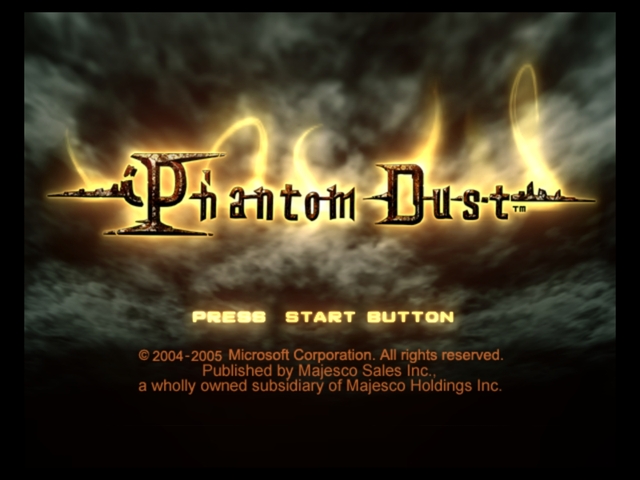 Phantom Dust™
PRESS START BUTTON
© 2004-2005 Microsoft Corporation. All rights reserved.
Published by Majesco Sales Inc.,
a wholly owned subsidiary of Majesco Holdings Inc.